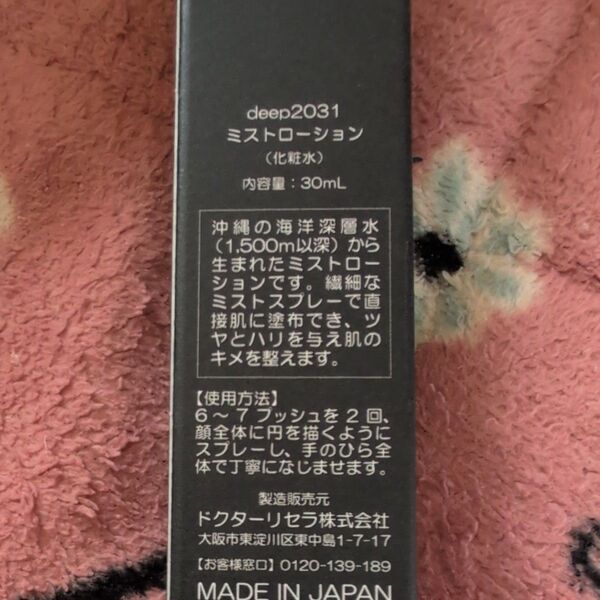 deep2031
ミストローション
（化粧水）
内容量：30mL
沖縄の海洋深層水
（1,500m以深）から
生まれたミストロー
ションです。繊細な
ミストスプレーで直
接肌に塗布でき、ツ
ヤとハリを与え肌の
キメを整えます。
【使用方法】
6～7プッシュを2回、
顔全体に円を描くように
スプレーし、手のひら全
体で丁寧になじませます。
製造販売元
ドクターリセラ株式会社
大阪市東淀川区東中島1-7-17
【お客様窓口】0120-139-189
MADE IN JAPAN